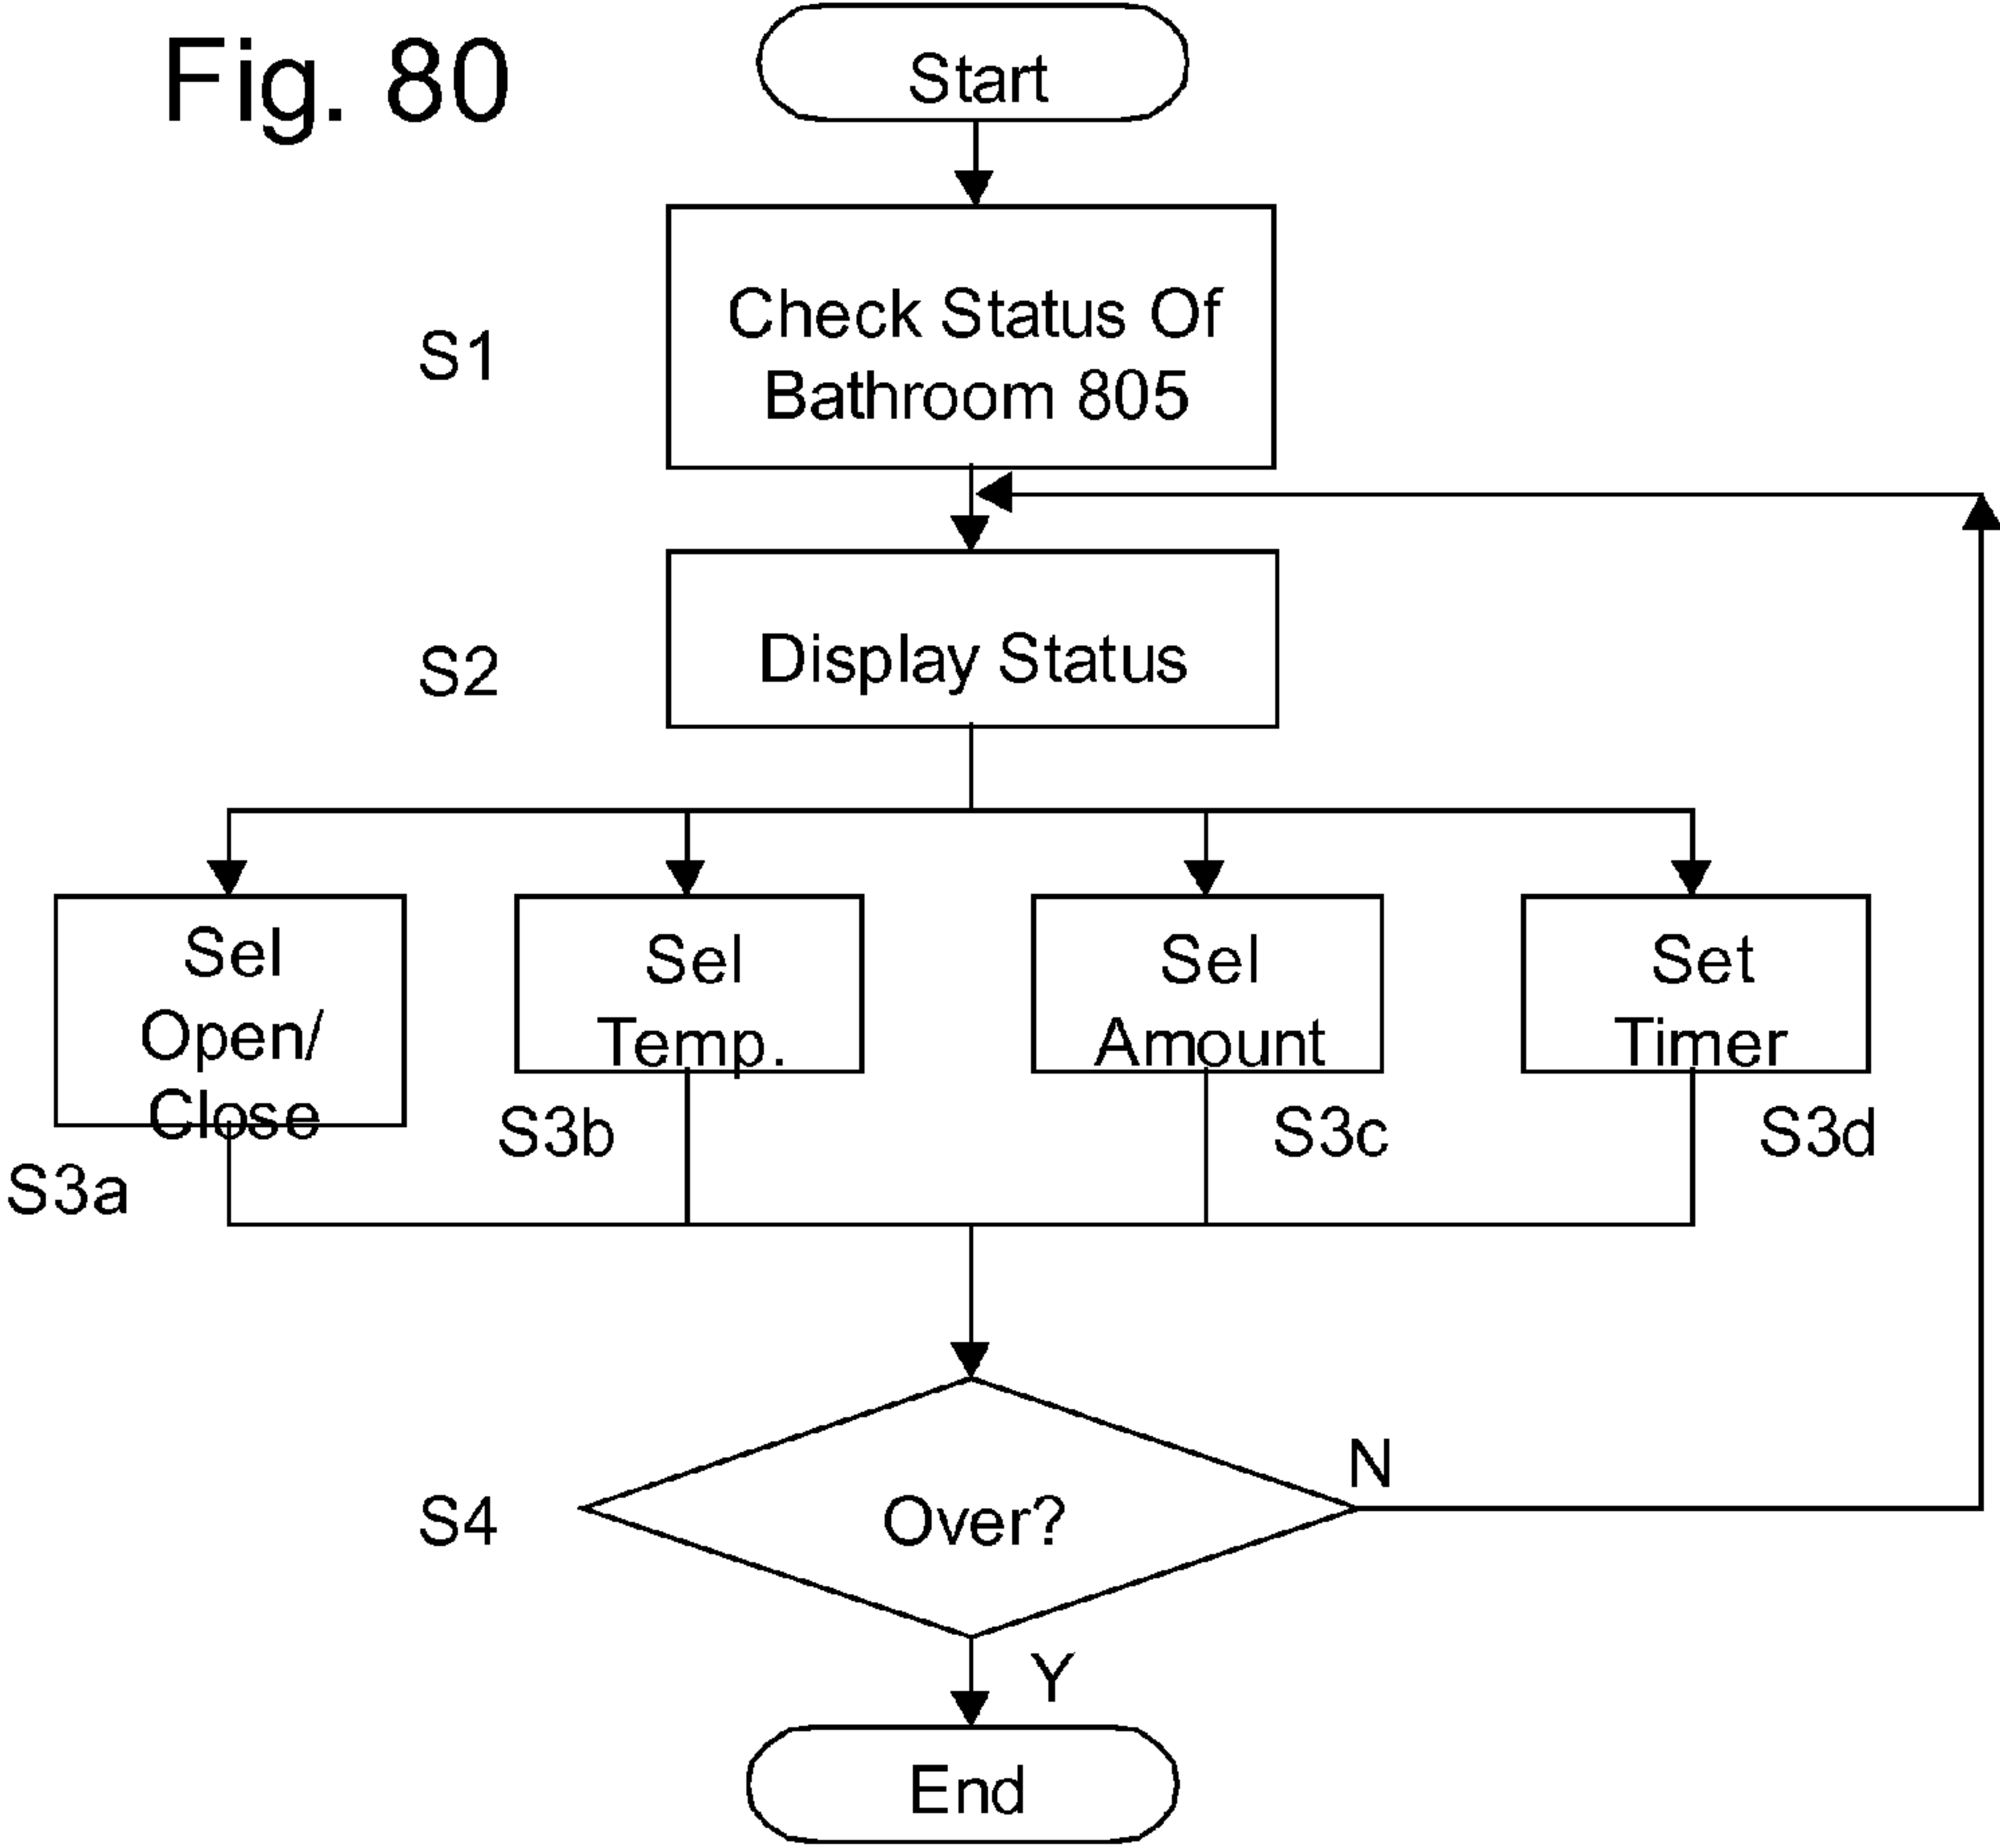 Fig. 80
Start
S1
Check Status Of
Bathroom 805
S2
Display Status
Sel
Open/
Close
S3a
Sel
Temp.
S3b
Sel
Amount
S3c
Set
Timer
S3d
S4
Over?
N
Y
End